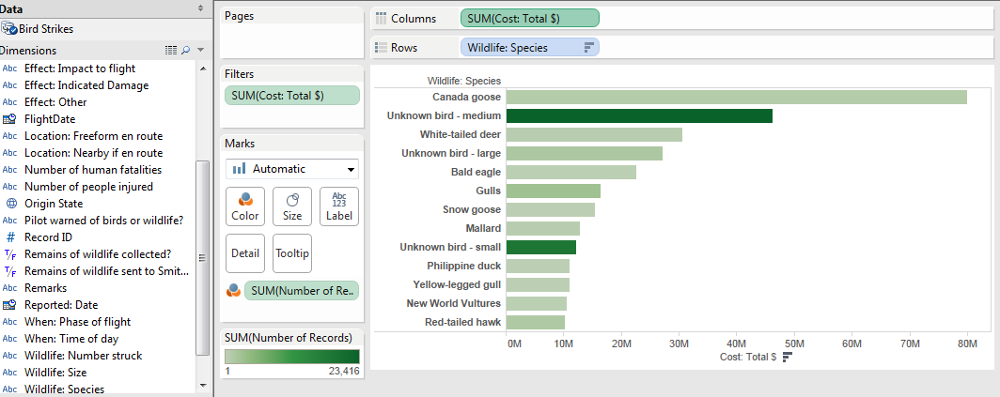 Data
Bird Strikes
Dimensions
Abc Effect: Impact to flight
Abc Effect: Indicated Damage
Abc Effect: Other
FlightDate
Abc Location: Freeform en route
Abc Location: Nearby if en route
Abc Number of human fatalities
Abc Number of people injured
Origin State
Abc Pilot warned of birds or wildlife?
# Record ID
T/F Remains of wildlife collected?
T/F Remains of wildlife sent to Smit...
Abc Remarks
Reported: Date
Abc When: Phase of flight
Abc When: Time of day
Abc Wildlife: Number struck
Abc Wildlife: Size
Abc Wildlife: Species
Pages
Filters
SUM(Cost: Total $)
Marks
Automatic
Color
Size
Abc
123
Label
Detail
Tooltip
SUM(Number of Re..
SUM(Number of Records)
1 23,416
Columns SUM(Cost: Total $)
Rows Wildlife: Species
Wildlife: Species
Canada goose
Unknown bird - medium
White-tailed deer
Unknown bird - large
Bald eagle
Gulls
Snow goose
Mallard
Unknown bird - small
Philippine duck
Yellow-legged gull
New World Vultures
Red-tailed hawk
0M 10M 20M 30M 40M 50M 60M 70M 80M
Cost: Total $